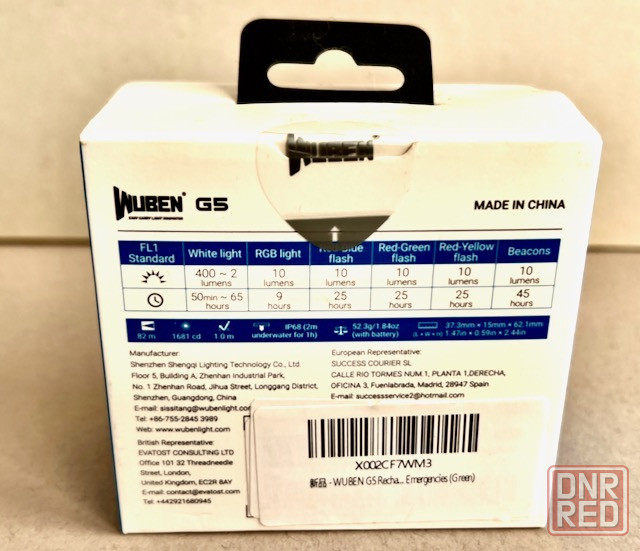 WUBEN
WUBEN® G5
EASY CARRY LIGHT INNOVATOR
MADE IN CHINA
FL1 Standard White light RGB light Red-Blue flash Red-Green flash Red-Yellow flash Beacons
400 ~ 2 lumens 10 lumens 10 lumens 10 lumens 10 lumens 10 lumens
50min ~ 65 hours 9 hours 25 hours 25 hours 25 hours 45 hours
82 m 1681 cd 1.0 m IP68 (2m underwater for 1h) 52.3g/1.84oz (with battery) (L × W × H) 37.3mm × 15mm × 62.1mm 1.47in × 0.59in × 2.44in
Manufacturer:
Shenzhen Shengqi Lighting Technology Co., Ltd.
Floor 5, Building A, Zhenhan Industrial Park,
No. 1 Zhenhan Road, Jihua Street, Longgang District,
Shenzhen, Guangdong, China
E-mail: sissitang@wubenlight.com
Tel: +86-755-2845 3989
Web: www.wubenlight.com
British Representative:
EVATOST CONSULTING LTD
Office 101 32 Threadneedle
Street, London,
United Kingdom, EC2R 8AY
E-mail: contact@evatost.com
Tel: +442921680945
European Representative:
SUCCESS COURIER SL
CALLE RIO TORMES NUM.1, PLANTA 1,DERECHA,
OFICINA 3, Fuenlabrada, Madrid, 28947 Spain
E-mail: successservice2@hotmail.com
X002CF7WM3
新品 - WUBEN G5 Recha... Emergencies (Green)
DNR
RED